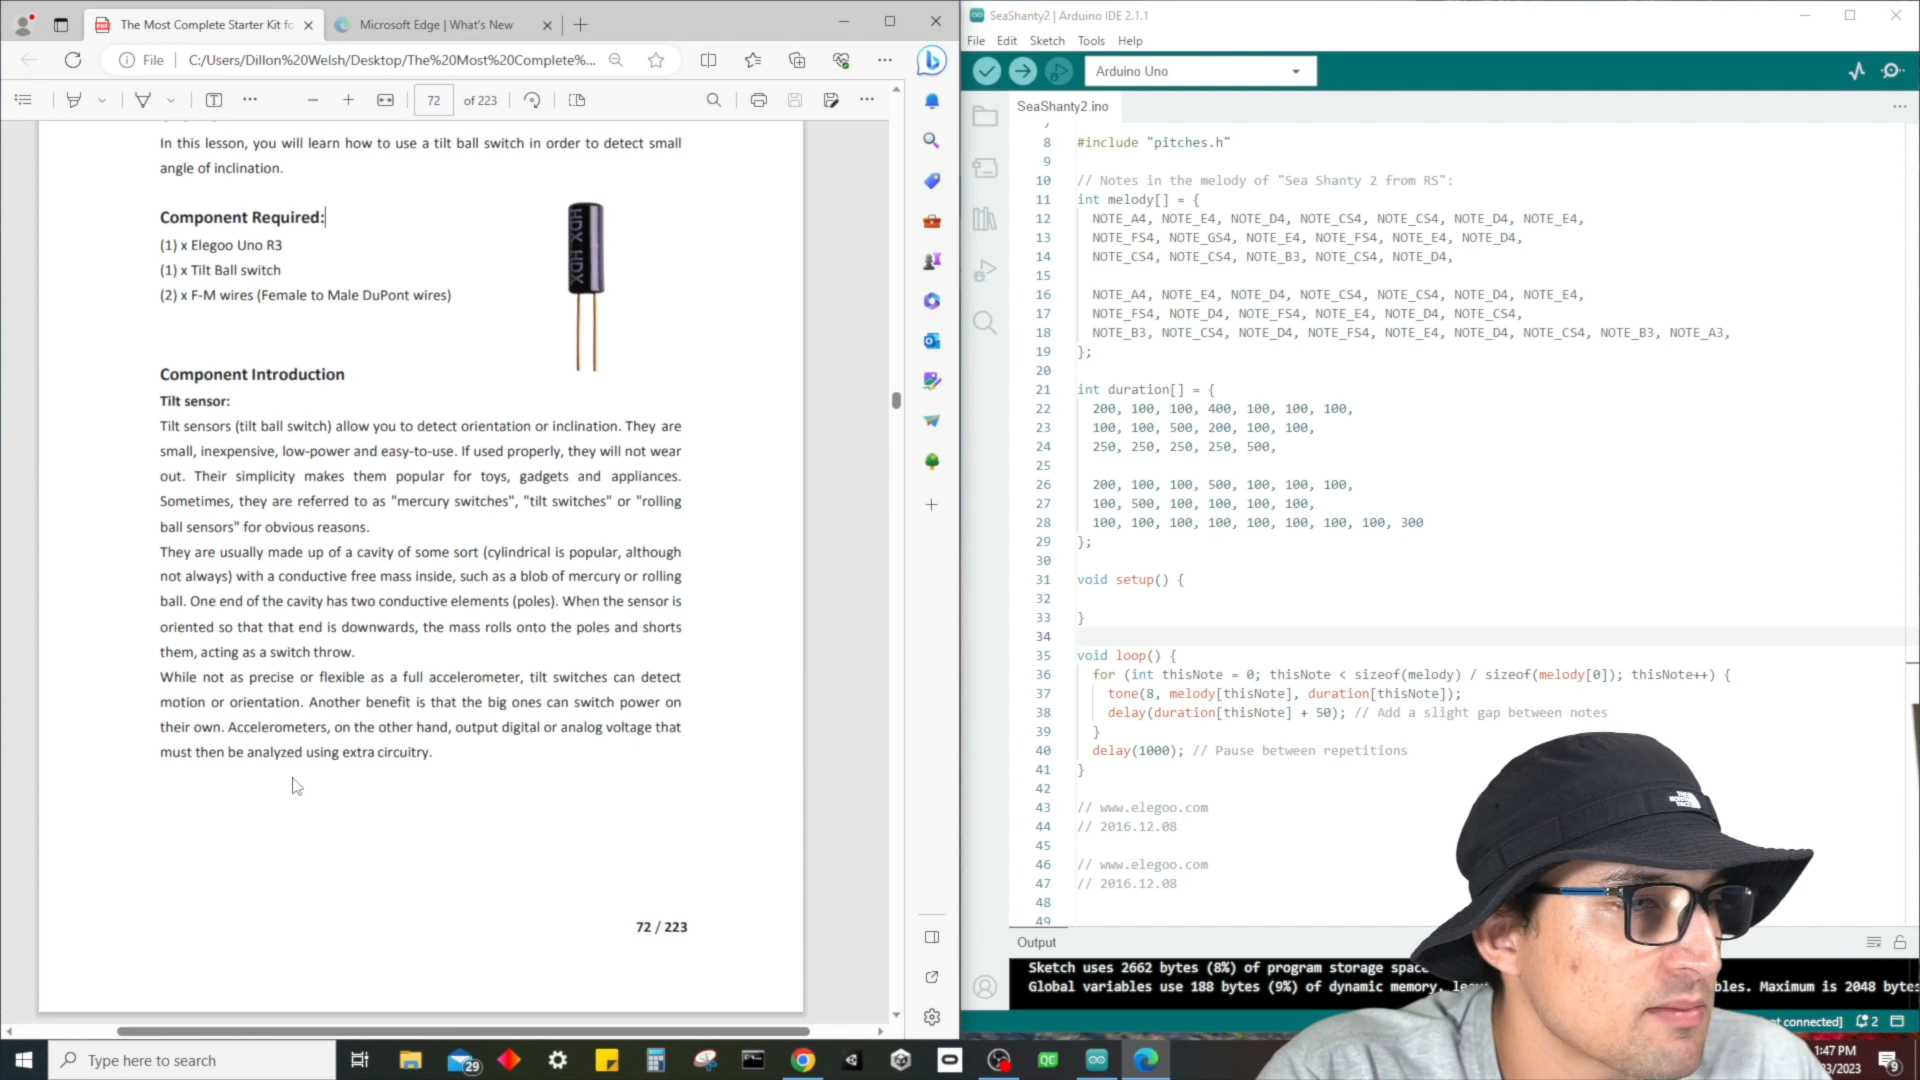 The Most Complete Starter Kit fo
Microsoft Edge | What's New
File
C:/Users/Dillon%20Welsh/Desktop/The%20Most%20Complete%...
72
of 223
In this lesson, you will learn how to use a tilt ball switch in order to detect small
angle of inclination.
Component Required:
(1) x Elegoo Uno R3
(1) x Tilt Ball switch
(2) x F-M wires (Female to Male DuPont wires)
HDX HDX
Component Introduction
Tilt sensor:
Tilt sensors (tilt ball switch) allow you to detect orientation or inclination. They are
small, inexpensive, low-power and easy-to-use. If used properly, they will not wear
out. Their simplicity makes them popular for toys, gadgets and appliances.
Sometimes, they are referred to as "mercury switches", "tilt switches" or "rolling
ball sensors" for obvious reasons.
They are usually made up of a cavity of some sort (cylindrical is popular, although
not always) with a conductive free mass inside, such as a blob of mercury or rolling
ball. One end of the cavity has two conductive elements (poles). When the sensor is
oriented so that that end is downwards, the mass rolls onto the poles and shorts
them, acting as a switch throw.
While not as precise or flexible as a full accelerometer, tilt switches can detect
motion or orientation. Another benefit is that the big ones can switch power on
their own. Accelerometers, on the other hand, output digital or analog voltage that
must then be analyzed using extra circuitry.
72 / 223
SeaShanty2 | Arduino IDE 2.1.1
File Edit Sketch Tools Help
Arduino Uno
SeaShanty2.ino
7
8 #include "pitches.h"
9
10 // Notes in the melody of "Sea Shanty 2 from RS":
11 int melody[] = {
12 NOTE_A4, NOTE_E4, NOTE_D4, NOTE_CS4, NOTE_CS4, NOTE_D4, NOTE_E4,
13 NOTE_FS4, NOTE_GS4, NOTE_E4, NOTE_FS4, NOTE_E4, NOTE_D4,
14 NOTE_CS4, NOTE_CS4, NOTE_B3, NOTE_CS4, NOTE_D4,
15
16 NOTE_A4, NOTE_E4, NOTE_D4, NOTE_CS4, NOTE_CS4, NOTE_D4, NOTE_E4,
17 NOTE_FS4, NOTE_D4, NOTE_FS4, NOTE_E4, NOTE_D4, NOTE_CS4,
18 NOTE_B3, NOTE_CS4, NOTE_D4, NOTE_FS4, NOTE_E4, NOTE_D4, NOTE_CS4, NOTE_B3, NOTE_A3,
19 };
20
21 int duration[] = {
22 200, 100, 100, 400, 100, 100, 100,
23 100, 100, 500, 200, 100, 100,
24 250, 250, 250, 250, 500,
25
26 200, 100, 100, 500, 100, 100, 100,
27 100, 500, 100, 100, 100, 100,
28 100, 100, 100, 100, 100, 100, 100, 100, 300
29 };
30
31 void setup() {
32
33 }
34
35 void loop() {
36 for (int thisNote = 0; thisNote < sizeof(melody) / sizeof(melody[0]); thisNote++) {
37 tone(8, melody[thisNote], duration[thisNote]);
38 delay(duration[thisNote] + 50); // Add a slight gap between notes
39 }
40 delay(1000); // Pause between repetitions
41 }
42
43 // www.elegoo.com
44 // 2016.12.08
45
46 // www.elegoo.com
47 // 2016.12.08
48
49
Output
Sketch uses 2662 bytes (8%) of program storage spac
Global variables use 188 bytes (9%) of dynamic memory, bles. Maximum is 2048 bytes
connected] 2
THE NORTH FACE
Type here to search
29
QC
1:47 PM
3/2023
9